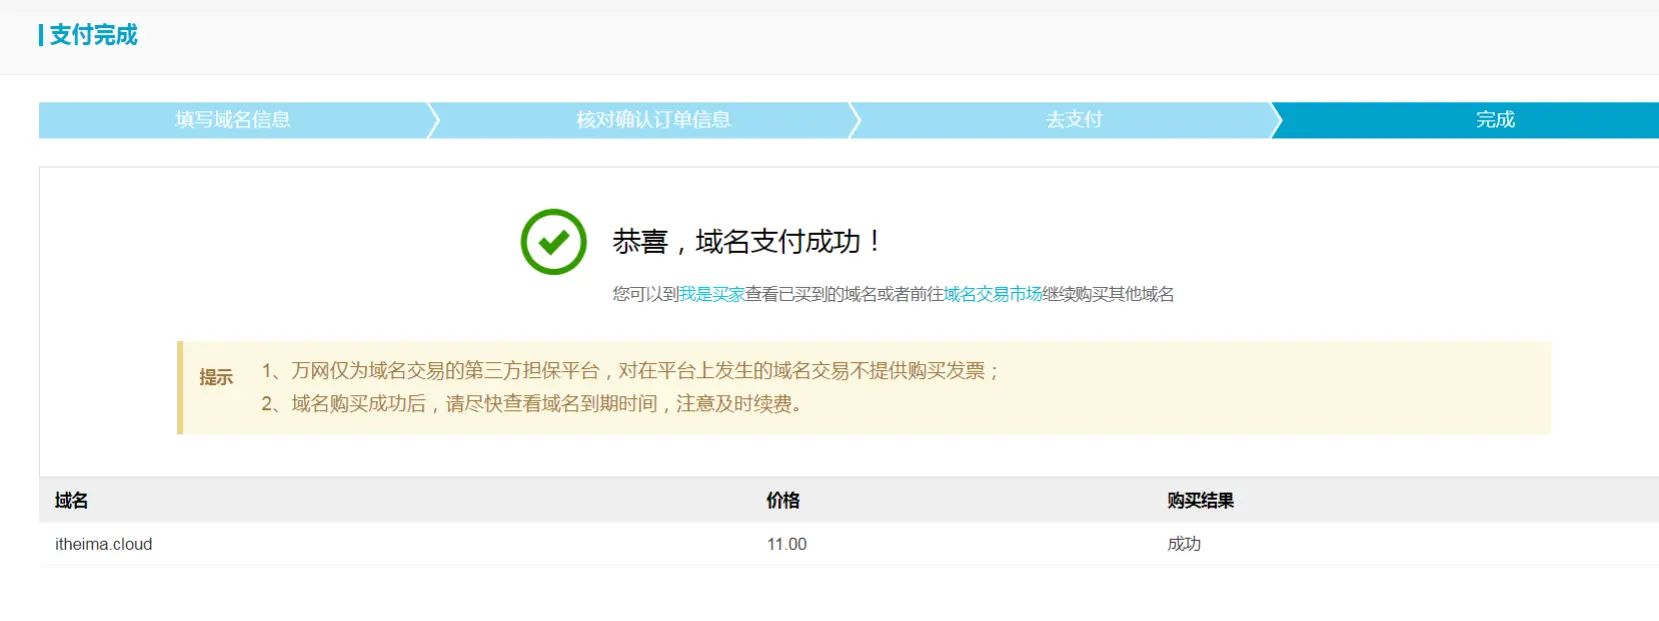 支付完成
填写域名信息 核对确认订单信息 去支付 完成
恭喜，域名支付成功！
您可以到我是买家查看已买到的域名或者前往域名交易市场继续购买其他域名
提示 1、万网仅为域名交易的第三方担保平台，对在平台上发生的域名交易不提供购买发票；
2、域名购买成功后，请尽快查看域名到期时间，注意及时续费。
域名 价格 购买结果
itheima.cloud 11.00 成功